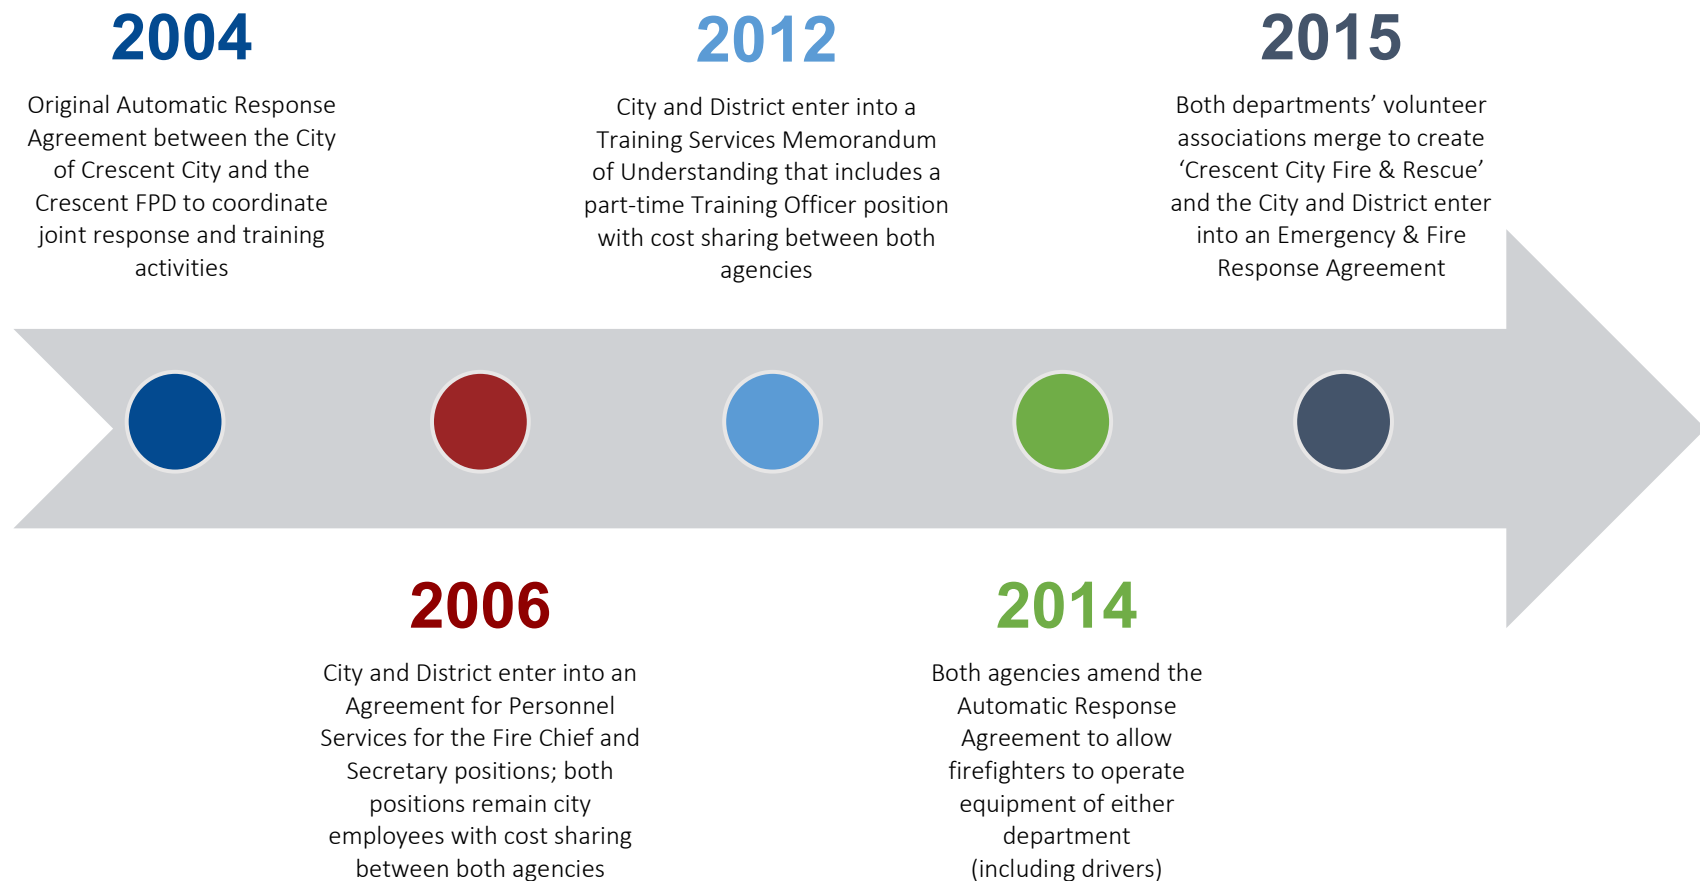 2004
Original Automatic Response
Agreement between the City
of Crescent City and the
Crescent FPD to coordinate
joint response and training
activities
2012
City and District enter into a
Training Services Memorandum
of Understanding that includes a
part-time Training Officer position
with cost sharing between both
agencies
2015
Both departments’ volunteer
associations merge to create
‘Crescent City Fire & Rescue’
and the City and District enter
into an Emergency & Fire
Response Agreement
2006
City and District enter into an
Agreement for Personnel
Services for the Fire Chief and
Secretary positions; both
positions remain city
employees with cost sharing
between both agencies
2014
Both agencies amend the
Automatic Response
Agreement to allow
firefighters to operate
equipment of either
department
(including drivers)